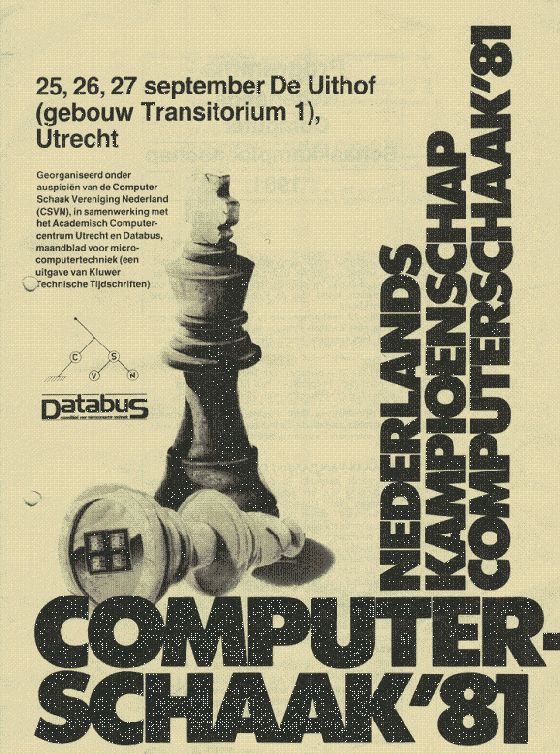 25, 26, 27 september De Uithof
(gebouw Transitorium 1),
Utrecht
Georganiseerd onder
auspiciën van de Computer
Schaak Vereniging Nederland
(CSVN), in samenwerking met
het Academisch Computer-
centrum Utrecht en Databus,
maandblad voor micro-
computertechniek (een
uitgave van Kluwer
Technische Tijdschriften)
C S
V N
Databus
NEDERLANDS
KAMPIOENSCHAP
COMPUTERSCHAAK'81
COMPUTER-
SCHAAK'81